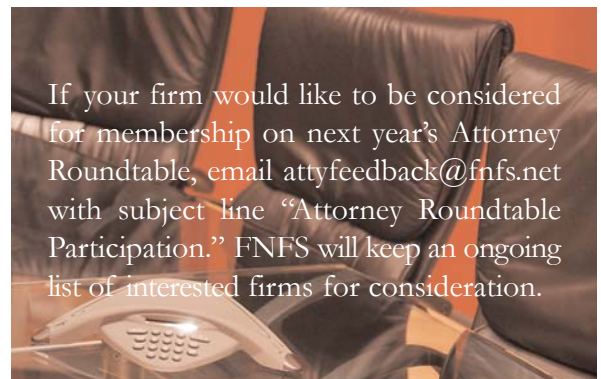 If your firm would like to be considered
for membership on next year's Attorney
Roundtable, email attyfeedback@fnfs.net
with subject line “Attorney Roundtable
Participation.” FNFS will keep an ongoing
list of interested firms for consideration.